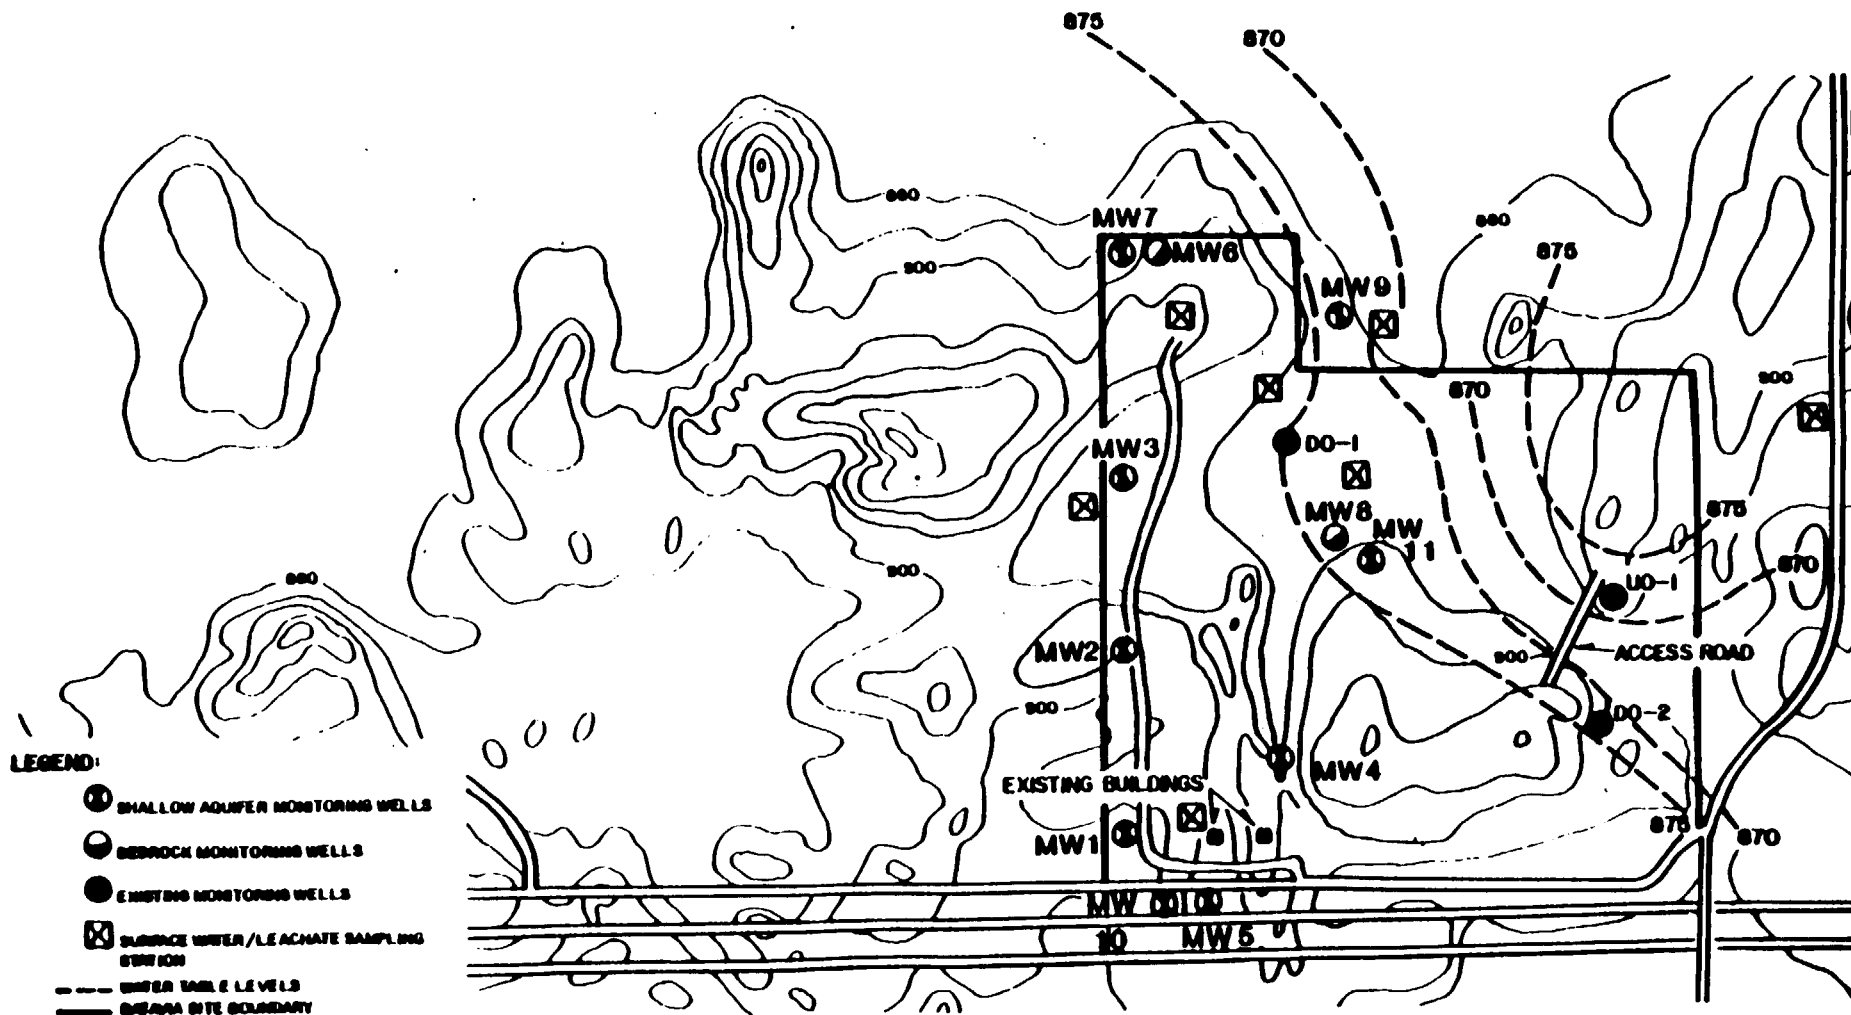 875
870
880
MW7
MW6
900
880
875
MW9
870
900
MW3
DO-1
875
MW8
MW
11
870
UO-1
900
880
MW2
900
ACCESS ROAD
900
DO-2
LEGEND:
MW4
EXISTING BUILDINGS
SHALLOW AQUIFER MONITORING WELLS
875
870
MW1
BEDROCK MONITORING WELLS
EXISTING MONITORING WELLS
MW
10
MW5
SURFACE WATER/LEACHATE SAMPLING
STATION
WATER TABLE LEVELS
BATAVIA SITE BOUNDARY